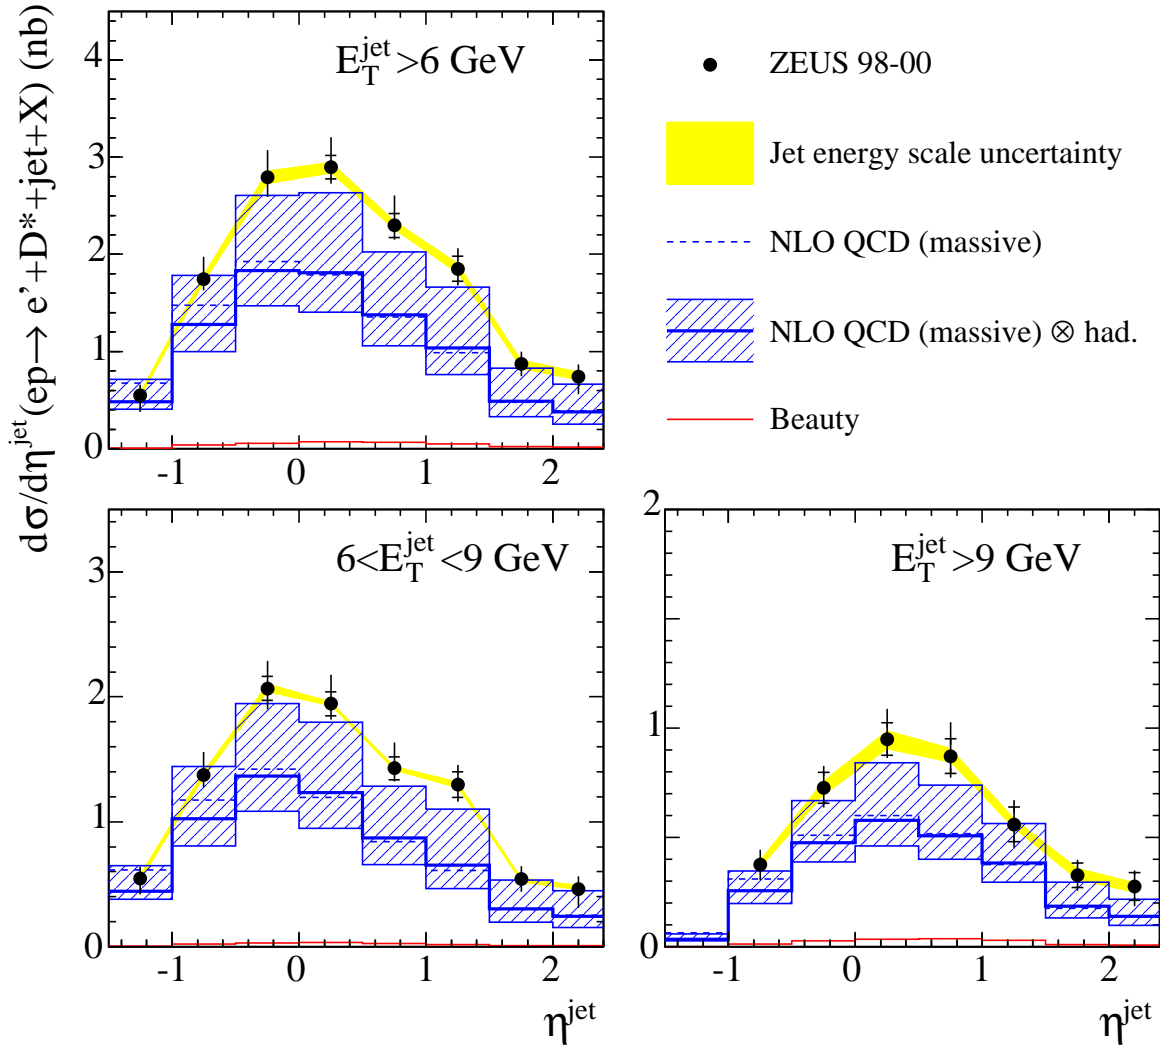 dσ/dη^jet(ep→ e’+D*+jet+X) (nb)
E_T^jet >6 GeV
4
3
2
1
0
-1 0 1 2
ZEUS 98-00
Jet energy scale uncertainty
NLO QCD (massive)
NLO QCD (massive) ⊗ had.
Beauty
6<E_T^jet <9 GeV
3
2
1
0
-1 0 1 2
η^jet
E_T^jet >9 GeV
2
1
0
-1 0 1 2
η^jet